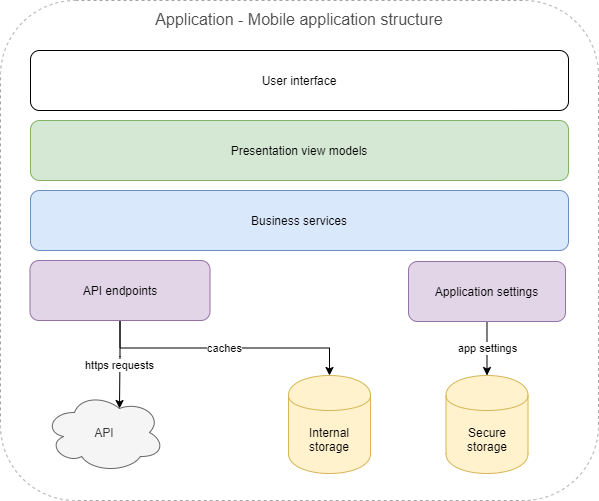 Application - Mobile application structure
User interface
Presentation view models
Business services
API endpoints
Application settings
caches
app settings
https requests
API
Internal
storage
Secure
storage